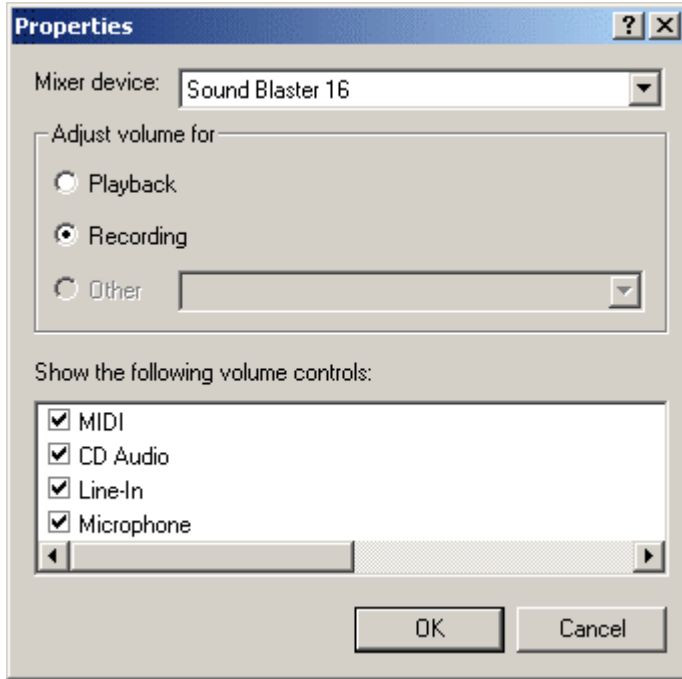 Properties
Mixer device: Sound Blaster 16
Adjust volume for
Playback
Recording
Other
Show the following volume controls:
MIDI
CD Audio
Line-In
Microphone
OK Cancel